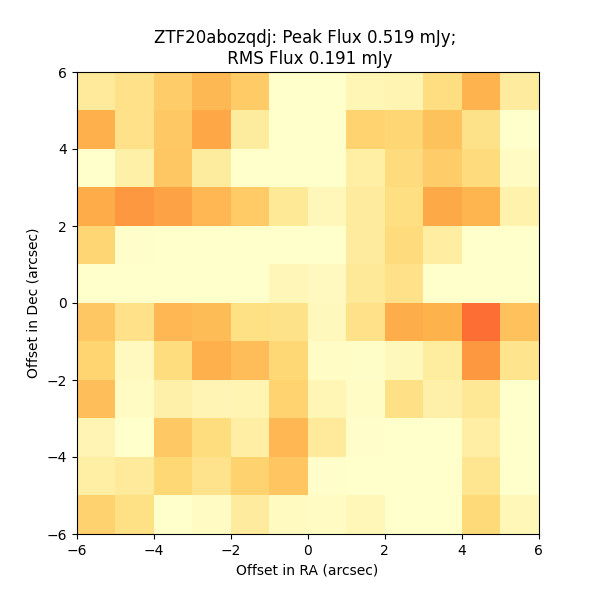 ZTF20abozqdj: Peak Flux 0.519 mJy;
RMS Flux 0.191 mJy
6
4
2
0
−2
−4
−6
Offset in Dec (arcsec)
−6 −4 −2 0 2 4 6
Offset in RA (arcsec)